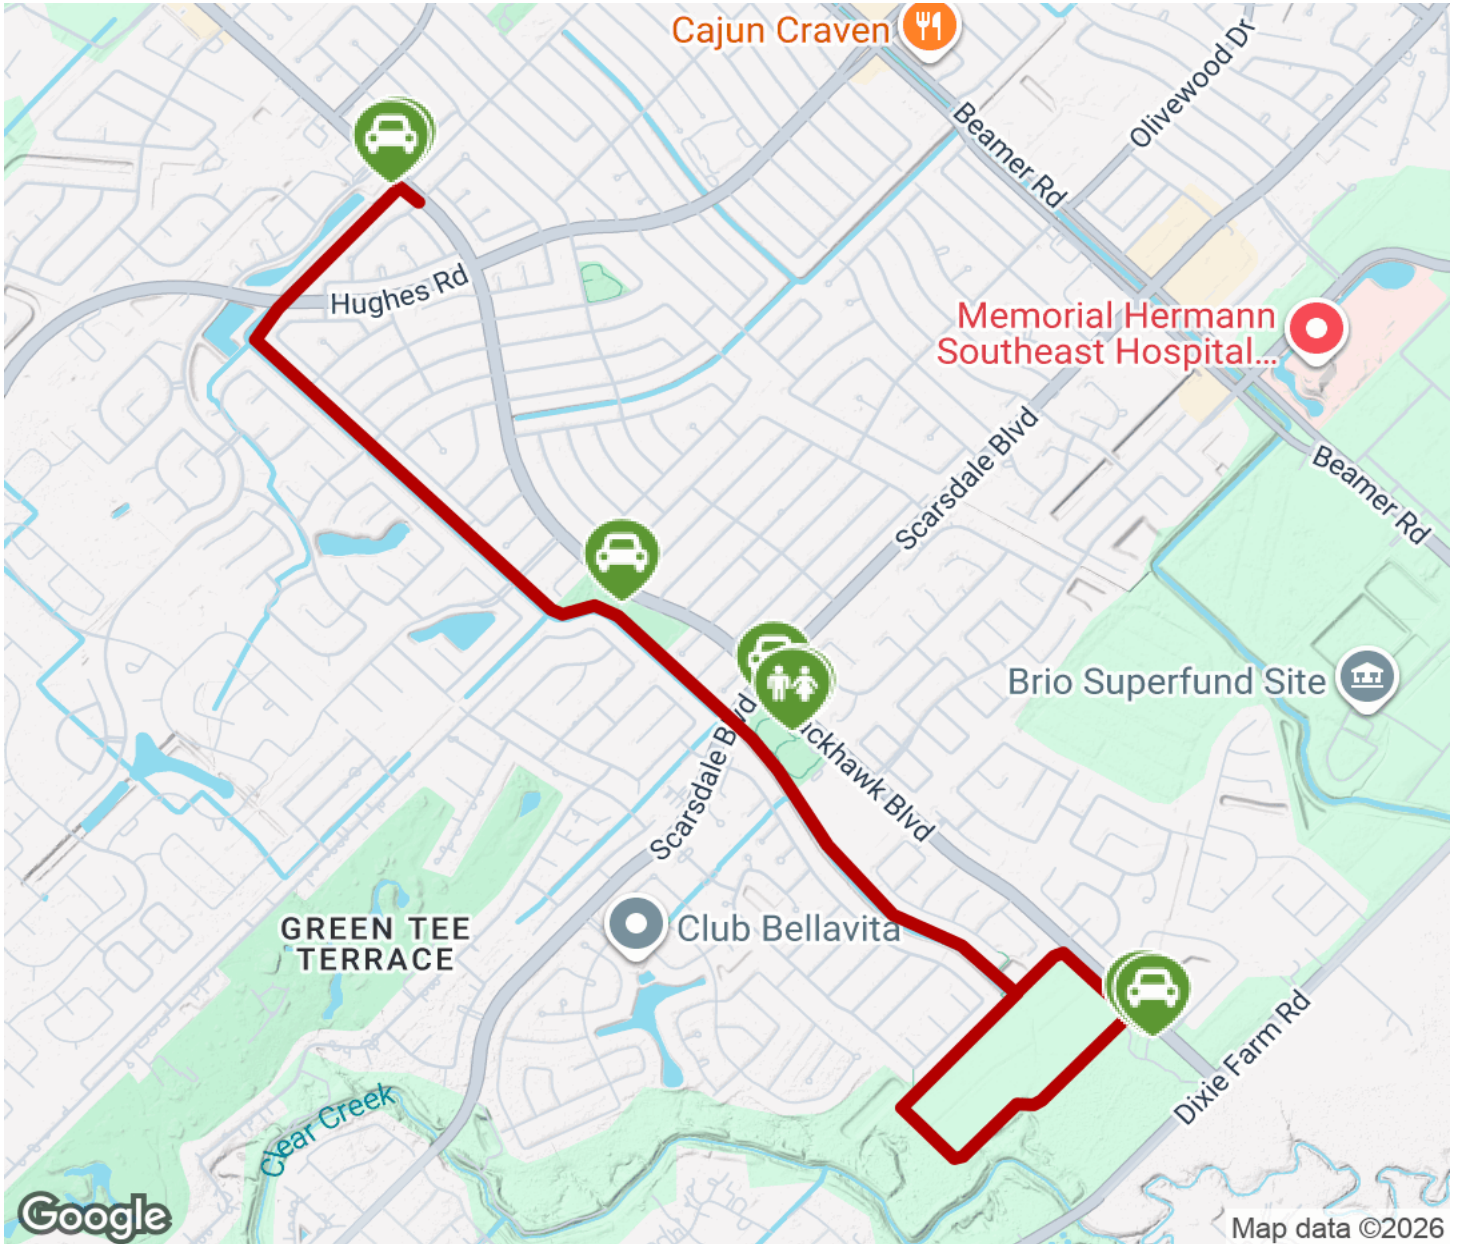 Cajun Craven
Olivewood Dr
Beamer Rd
Hughes Rd
Memorial Hermann
Southeast Hospital...
Scarsdale Blvd
Beamer Rd
Brio Superfund Site
Scarsdale Blvd
ickhawk Blvd
GREEN TEE
TERRACE
Club Bellavita
Dixie Farm Rd
Clear Creek
Google
Map data ©2026